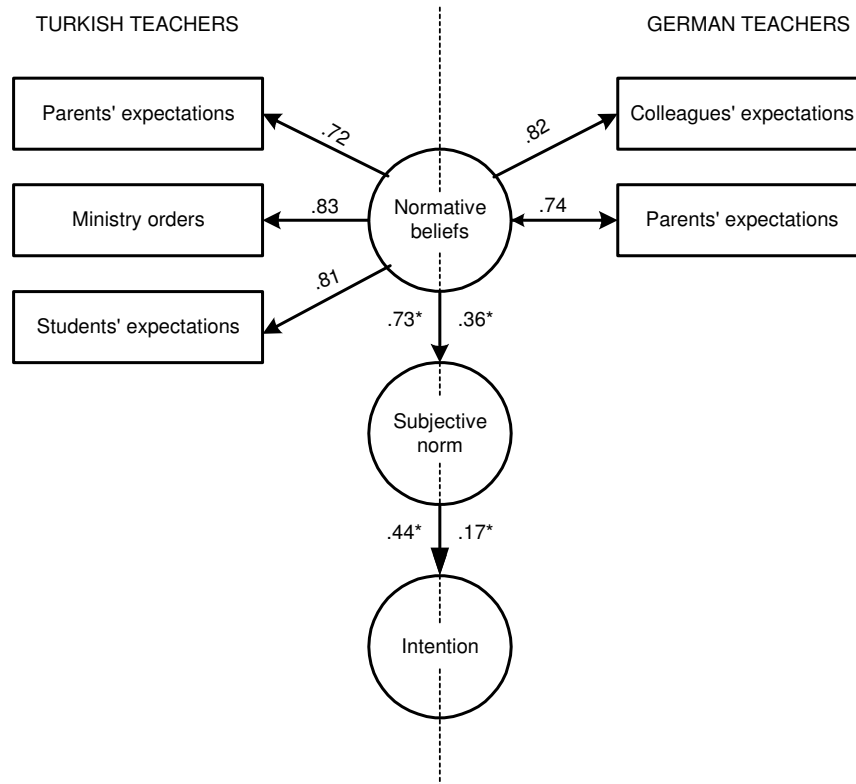 TURKISH TEACHERS
GERMAN TEACHERS
Parents' expectations
.72
.82
Colleagues' expectations
Ministry orders
.83
Normative
beliefs
.74
Parents' expectations
Students' expectations
.81
.73*
.36*
Subjective
norm
.44*
.17*
Intention